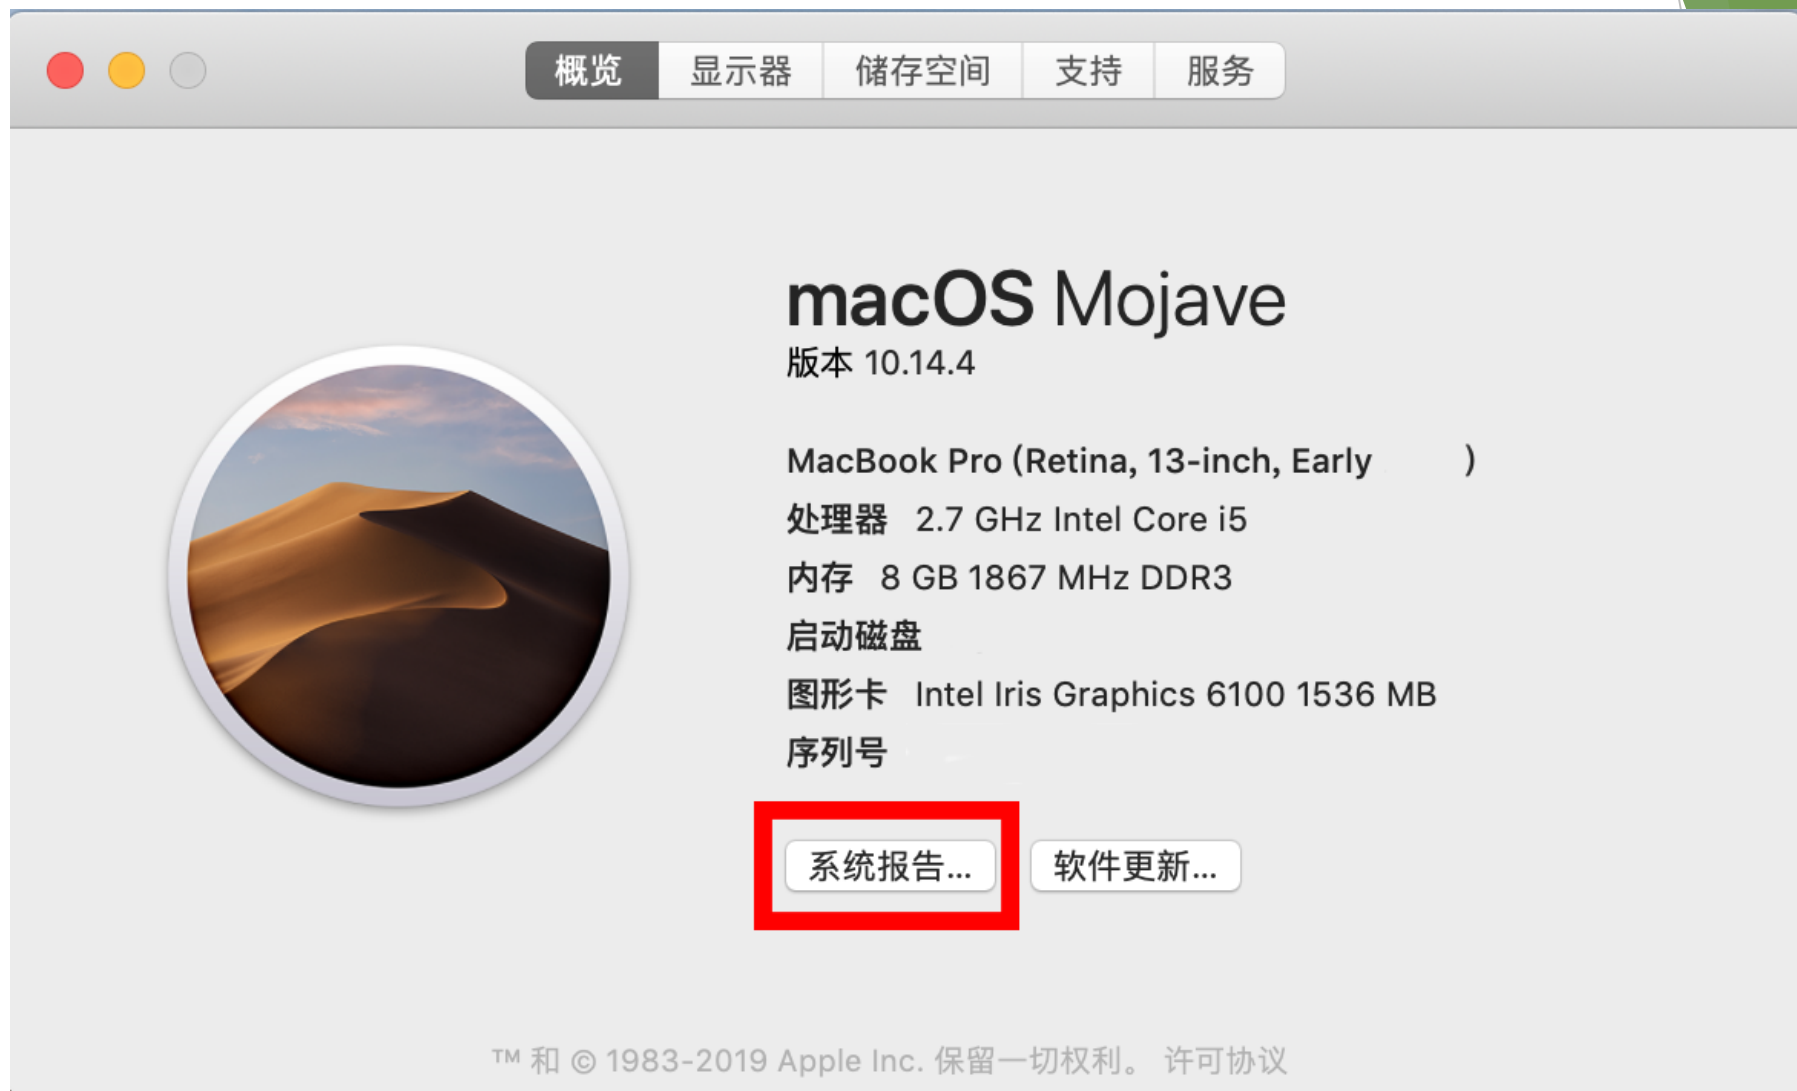 概览 显示器 储存空间 支持 服务
macOS Mojave
版本 10.14.4
MacBook Pro (Retina, 13-inch, Early )
处理器 2.7 GHz Intel Core i5
内存 8 GB 1867 MHz DDR3
启动磁盘
图形卡 Intel Iris Graphics 6100 1536 MB
序列号
系统报告... 软件更新...
™ 和 © 1983-2019 Apple Inc. 保留一切权利。 许可协议